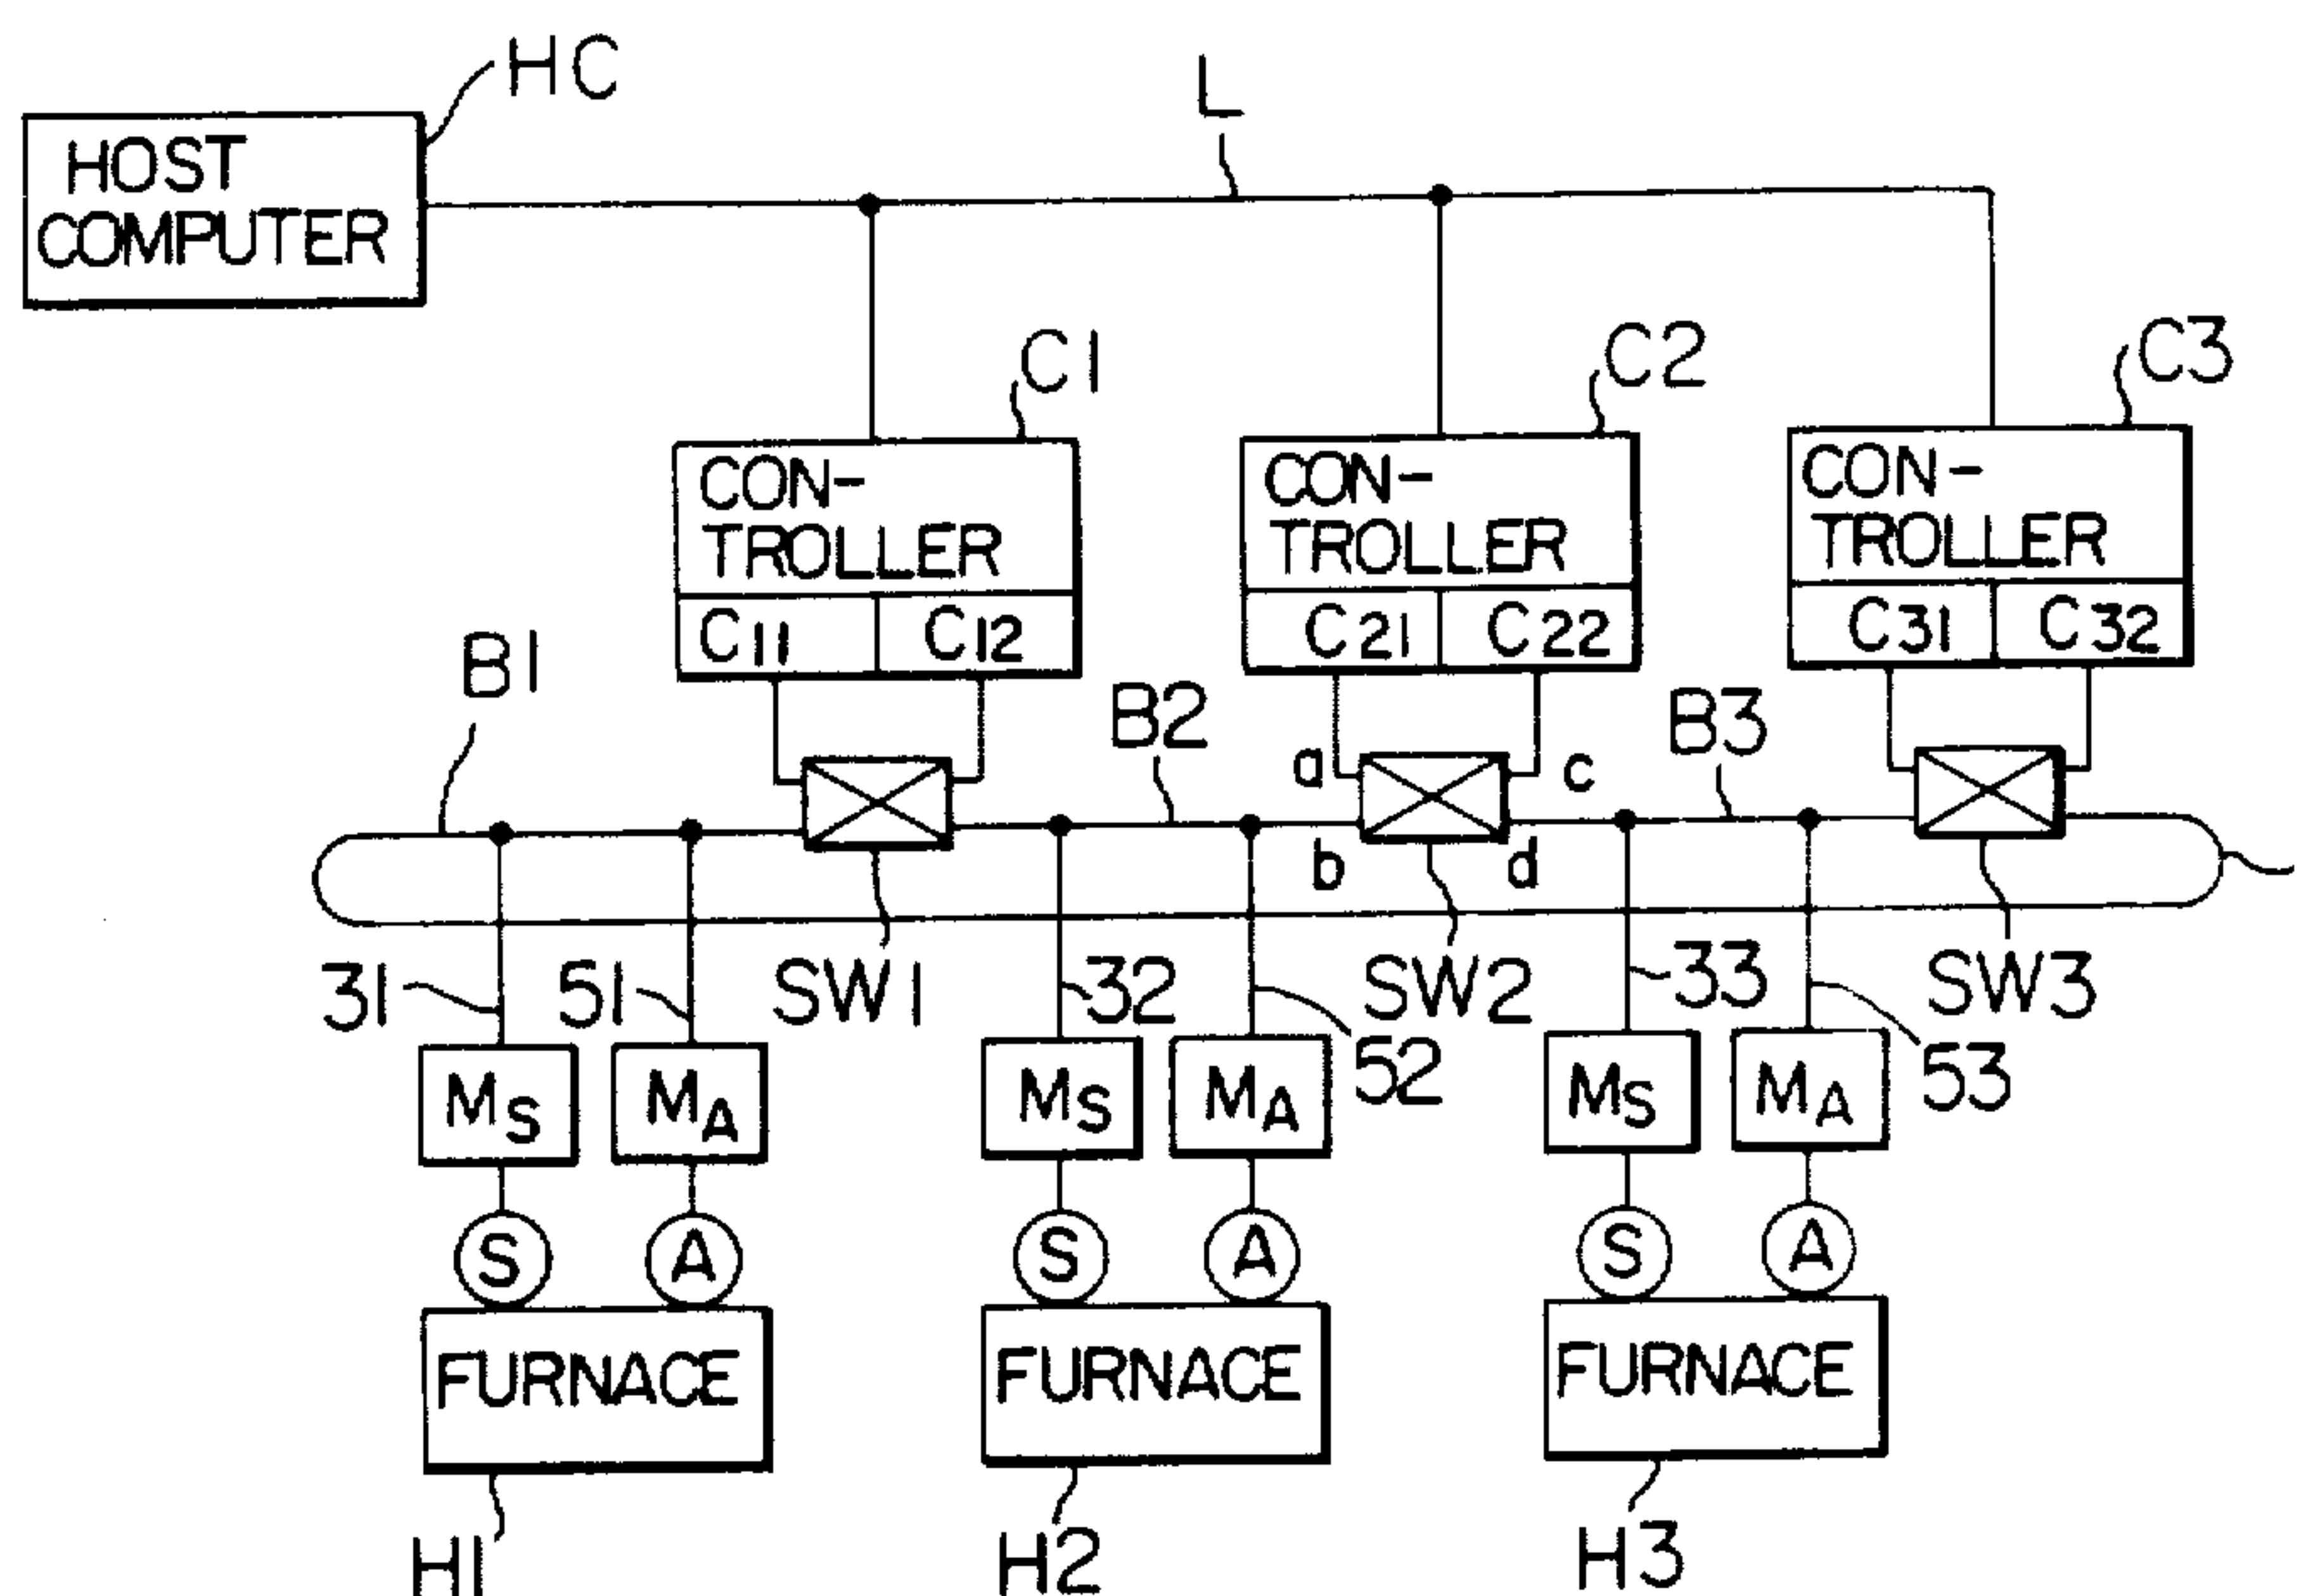 HC
L
HOST
COMPUTER
C1
C2
C3
CON-
TROLLER
C11 C12
CON-
TROLLER
C21 C22
CON-
TROLLER
C31 C32
B1
B2
B3
a
c
b
d
31
51
SW1
32
52
SW2
33
53
SW3
MS
MA
MS
MA
MS
MA
S
A
S
A
S
A
FURNACE
FURNACE
FURNACE
H1
H2
H3